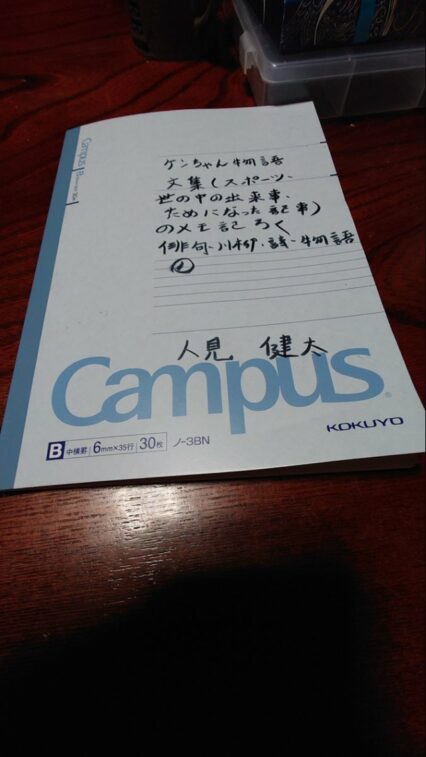 ケンちゃん物語
文集(スポーツ、
世の中の出来事、
ためになった記事)
のメモ記ろく
俳句、川柳、詩、物語
人見 健太
Campus
KOKUYO
B 中横罫 6mm×35行 30枚 ノ-3BN
Campus